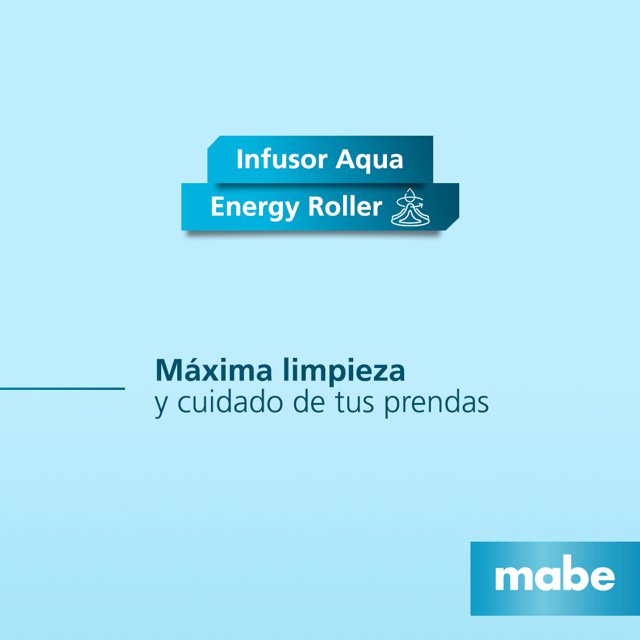 Infusor Aqua
Energy Roller
Máxima limpieza
y cuidado de tus prendas
mabe